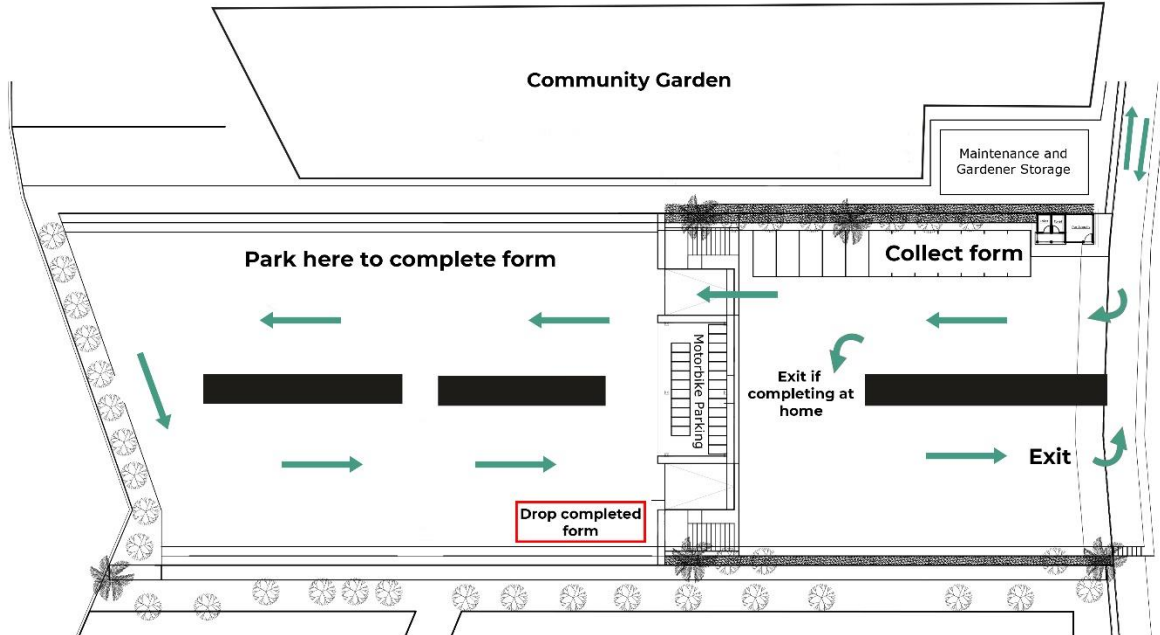 Community Garden
Maintenance and
Gardener Storage
Park here to complete form
Collect form
Motorbike Parking
Exit if
completing at
home
Exit
Drop completed
form